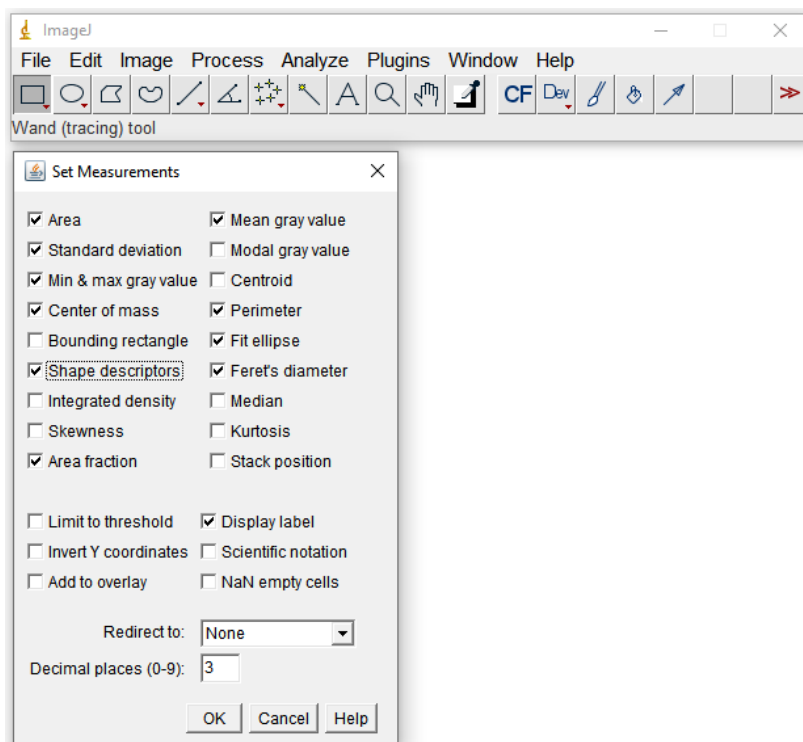 ImageJ
File Edit Image Process Analyze Plugins Window Help
A CF Dev
Wand (tracing) tool
Set Measurements
Area Mean gray value
Standard deviation Modal gray value
Min & max gray value Centroid
Center of mass Perimeter
Bounding rectangle Fit ellipse
Shape descriptors Feret's diameter
Integrated density Median
Skewness Kurtosis
Area fraction Stack position
Limit to threshold Display label
Invert Y coordinates Scientific notation
Add to overlay NaN empty cells
Redirect to: None
Decimal places (0-9): 3
OK Cancel Help